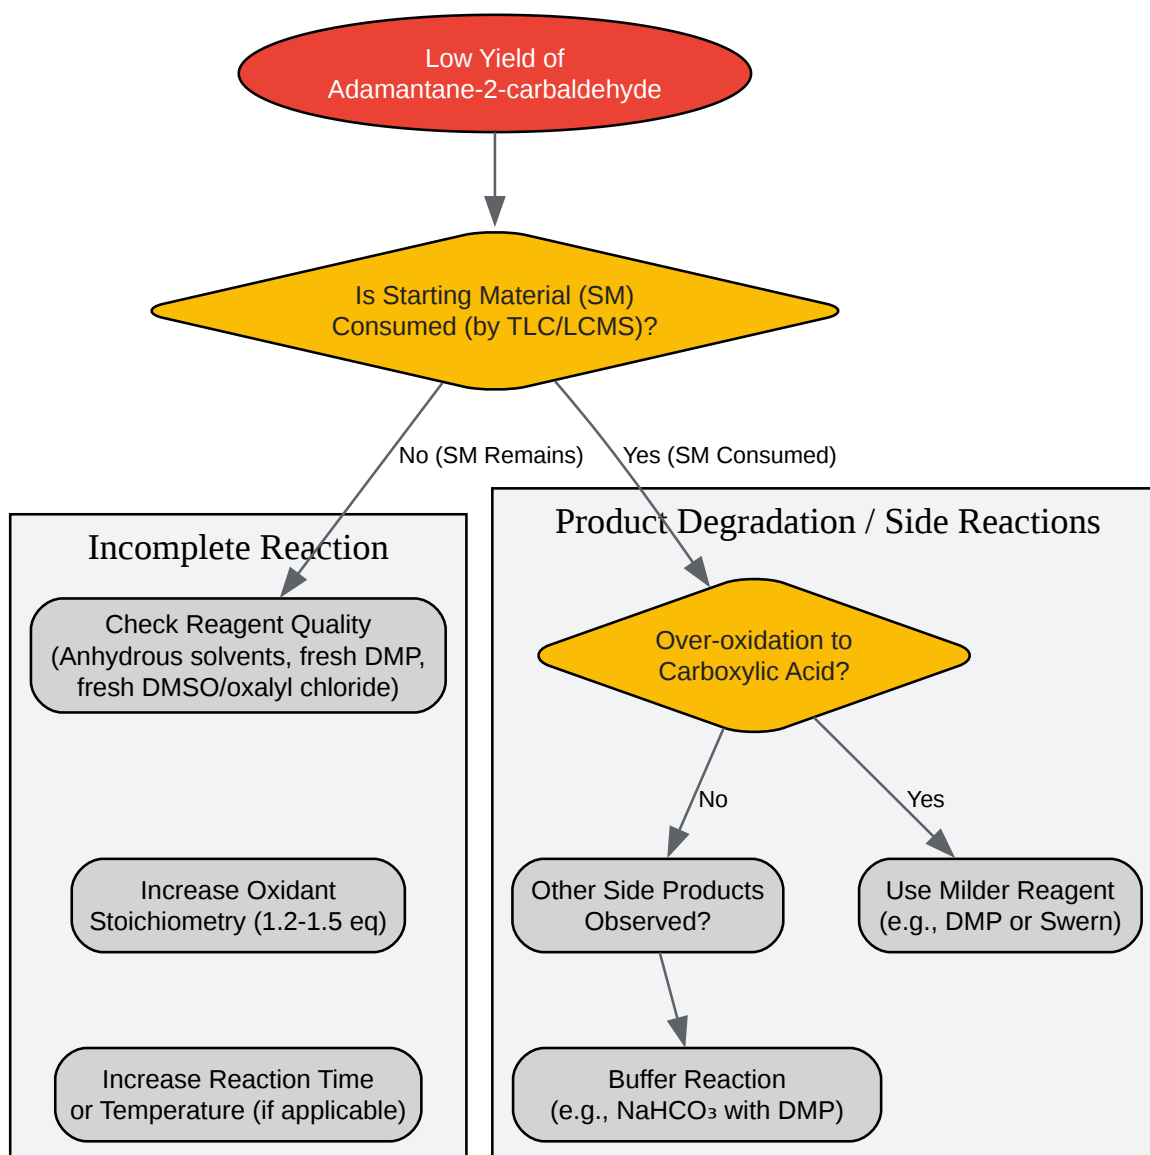 Low Yield of
Adamantane-2-carbaldehyde
Is Starting Material (SM)
Consumed (by TLC/LCMS)?
No (SM Remains)
Yes (SM Consumed)
Incomplete Reaction
Check Reagent Quality
(Anhydrous solvents, fresh DMP,
fresh DMSO/oxalyl chloride)
Increase Oxidant
Stoichiometry (1.2-1.5 eq)
Increase Reaction Time
or Temperature (if applicable)
Product Degradation / Side Reactions
Over-oxidation to
Carboxylic Acid?
No
Yes
Other Side Products
Observed?
Use Milder Reagent
(e.g., DMP or Swern)
Buffer Reaction
(e.g., NaHCO₃ with DMP)